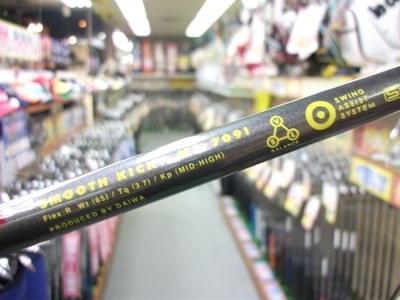 SMOOTH KICK 7091
Flex:R Wt (65) / Tq (3.7) / Kp (MID-HIGH)
PRODUCED BY DAIWA
BALANCE
SWING
ASSIST
SYSTEM